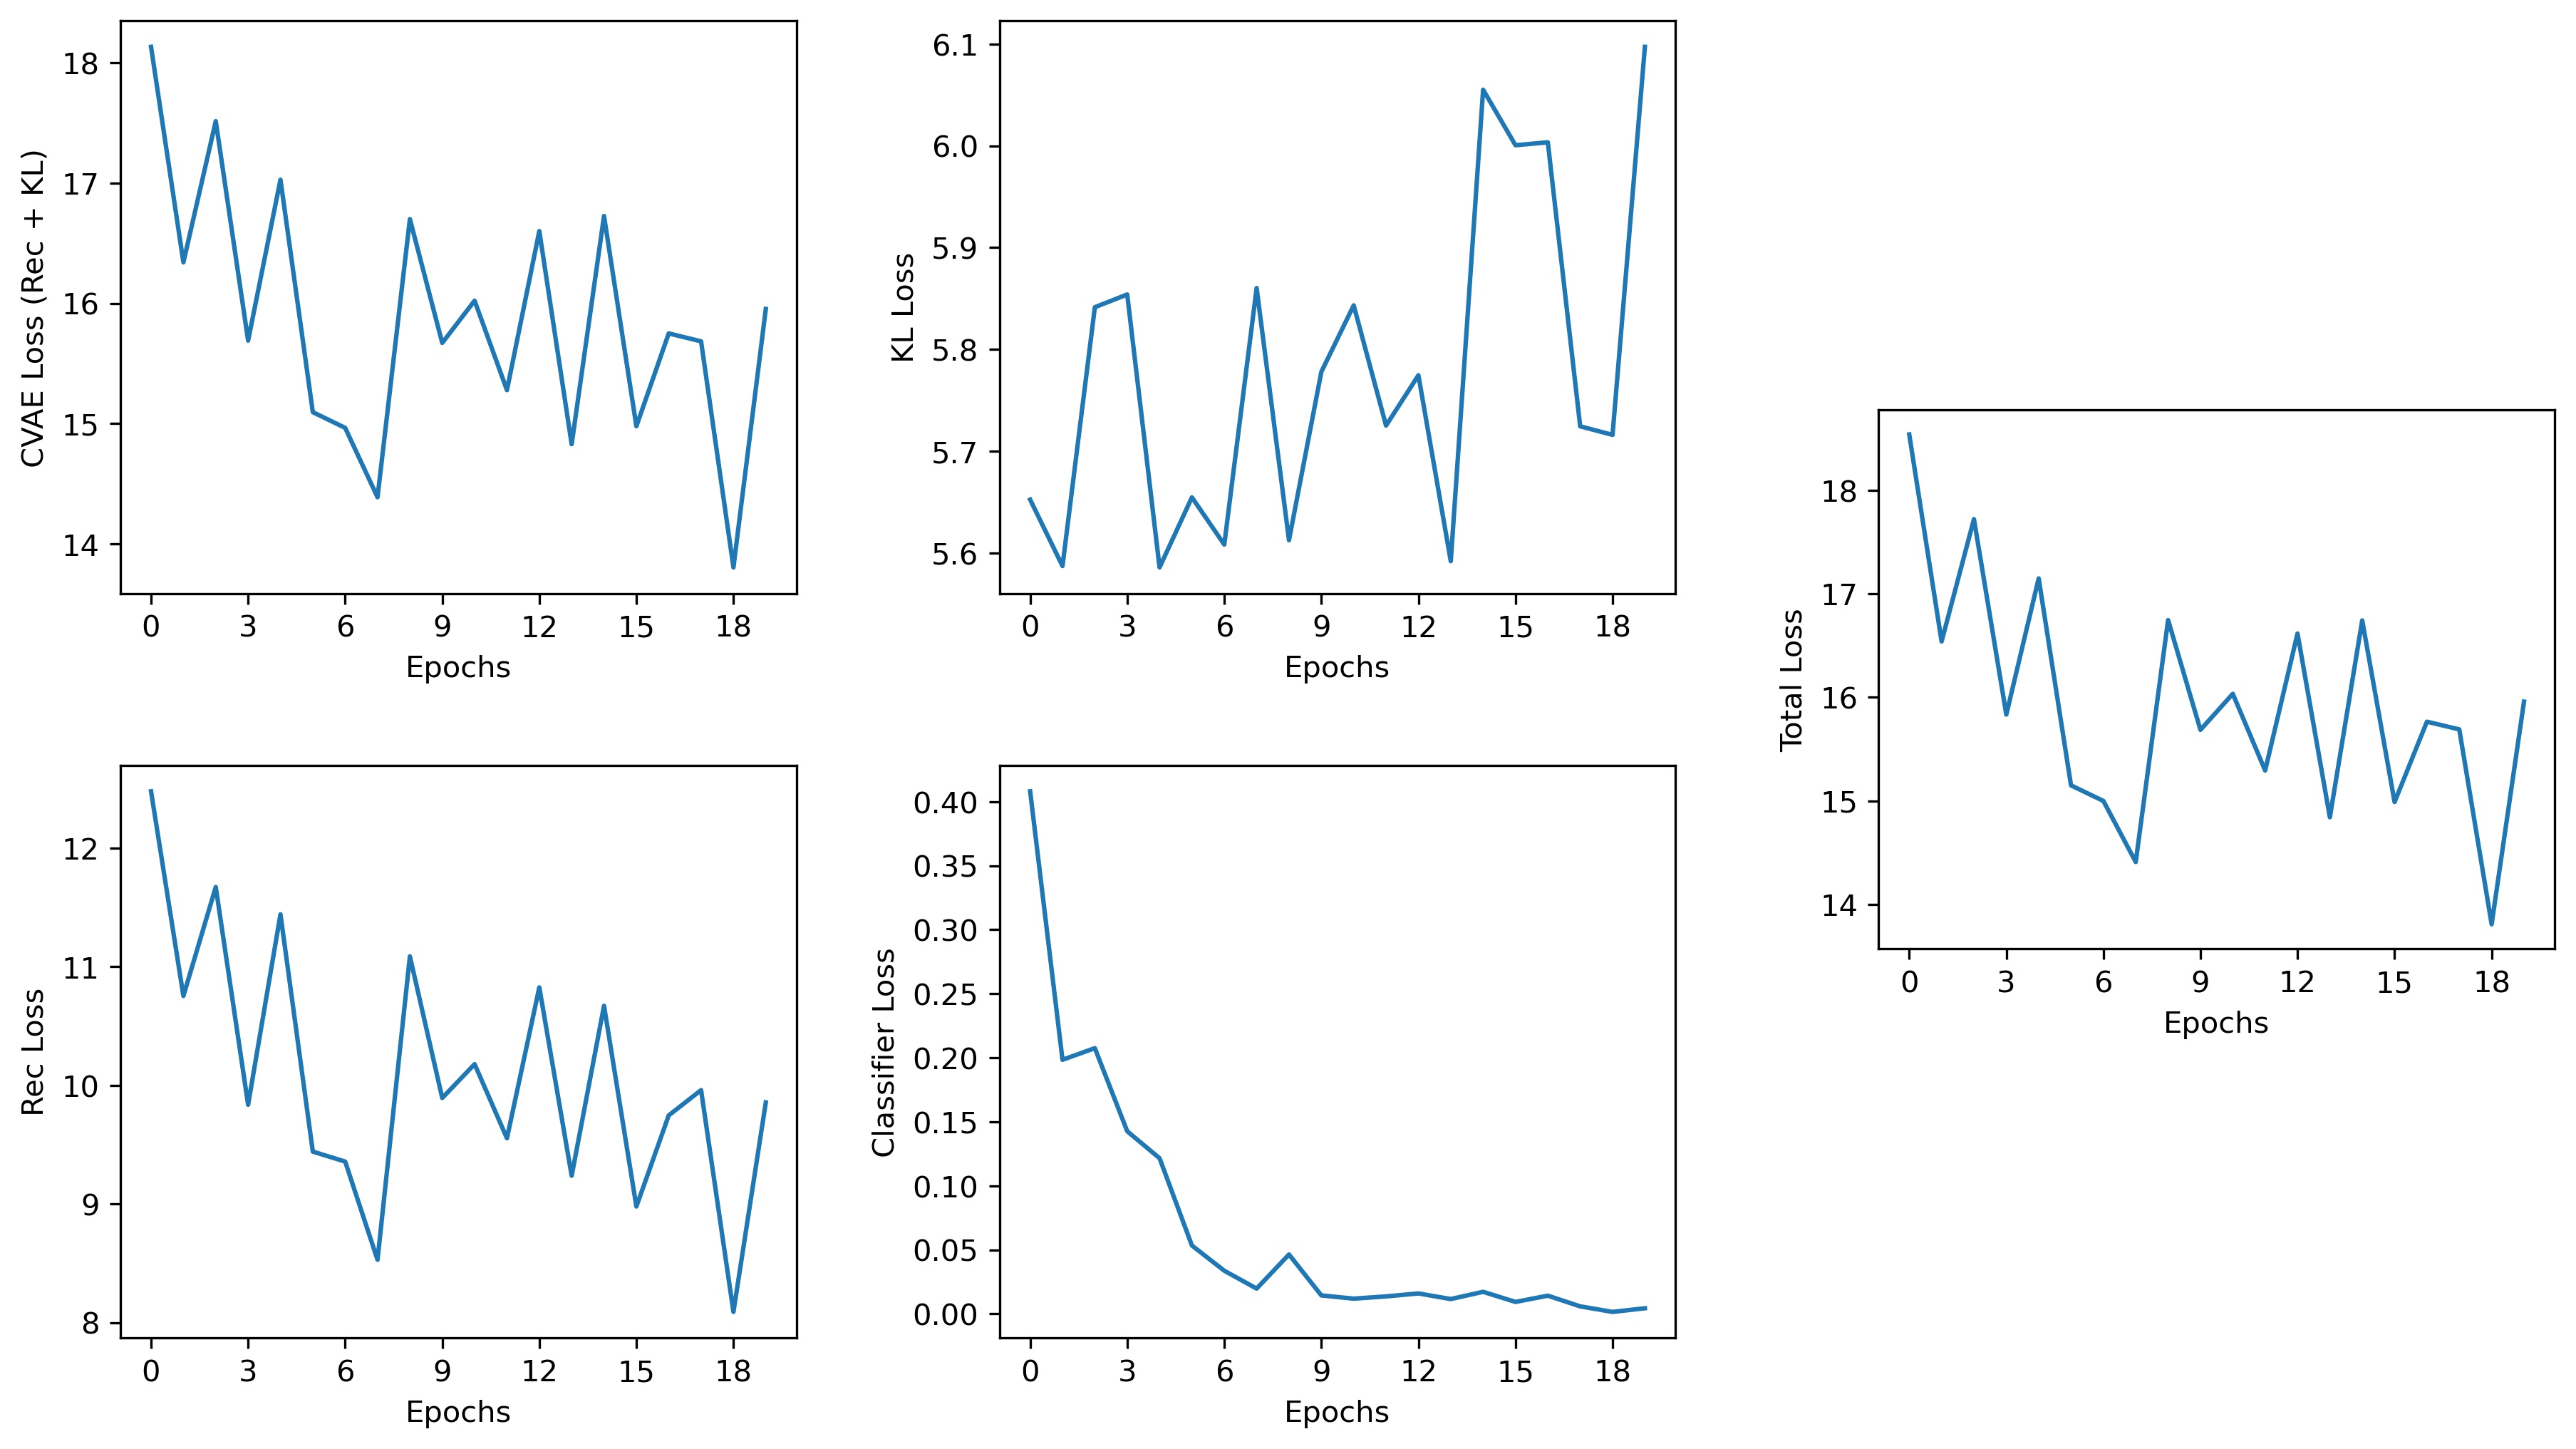 CVAE Loss (Rec + KL)
18
17
16
15
14
0 3 6 9 12 15 18
Epochs
KL Loss
6.1
6.0
5.9
5.8
5.7
5.6
0 3 6 9 12 15 18
Epochs
Rec Loss
12
11
10
9
8
0 3 6 9 12 15 18
Epochs
Classifier Loss
0.40
0.35
0.30
0.25
0.20
0.15
0.10
0.05
0.00
0 3 6 9 12 15 18
Epochs
Total Loss
18
17
16
15
14
0 3 6 9 12 15 18
Epochs